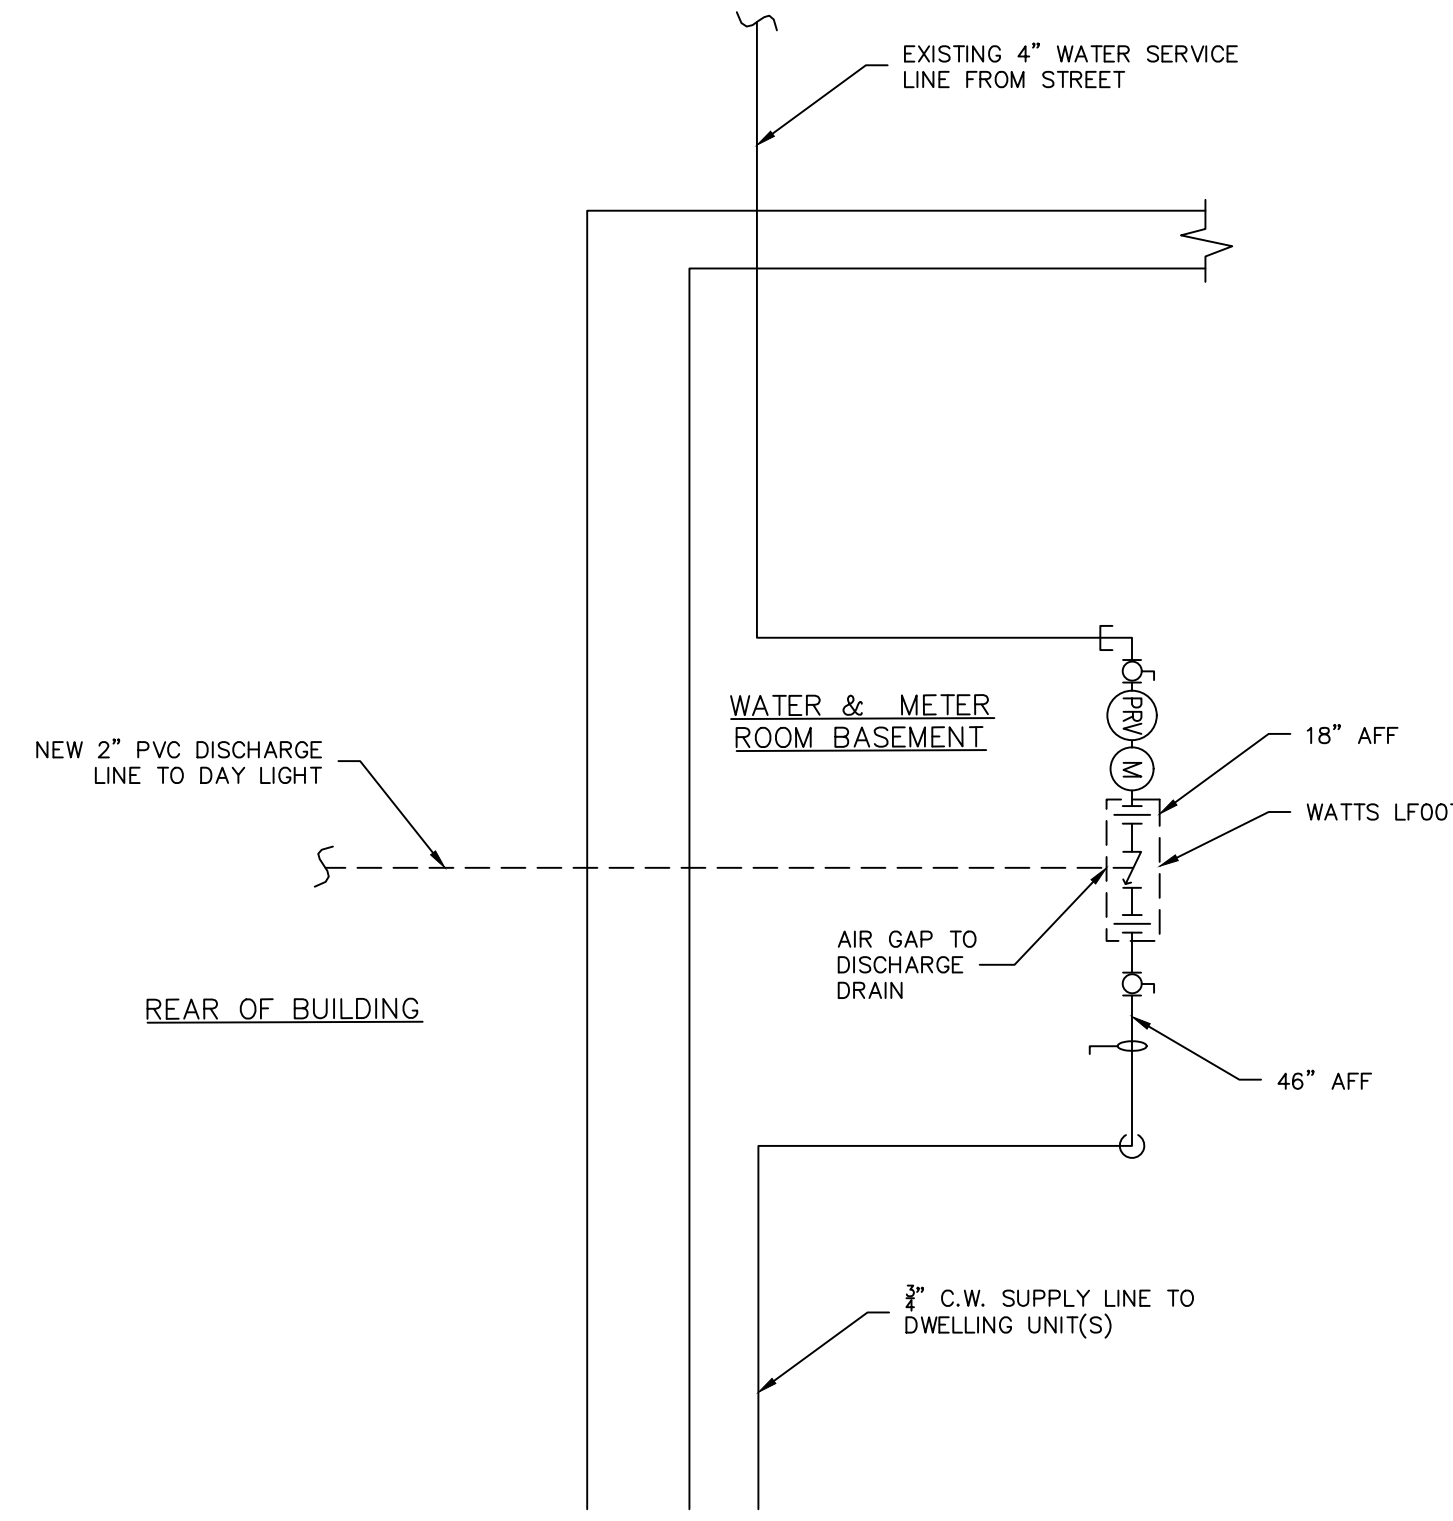 EXISTING 4” WATER SERVICE
LINE FROM STREET
PRV
M
WATER & METER
ROOM BASEMENT
18” AFF
NEW 2” PVC DISCHARGE
LINE TO DAY LIGHT
WATTS
AIR GAP TO
DISCHARGE
DRAIN
REAR OF BUILDING
46” AFF
¾” C.W. SUPPLY LINE TO
DWELLING UNIT(S)